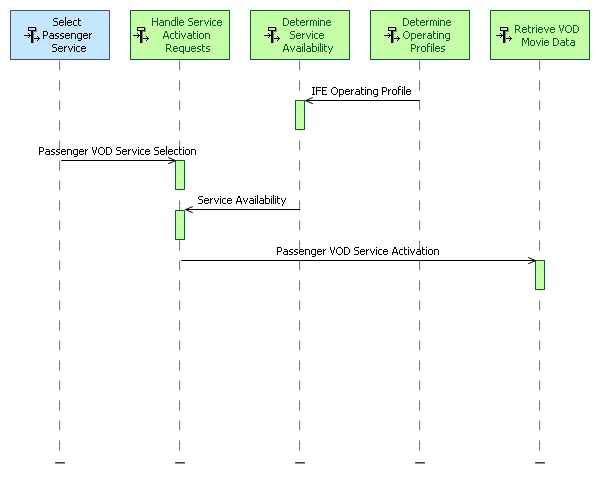 Select
Passenger
Service
Handle Service
Activation
Requests
Determine
Service
Availability
Determine
Operating
Profiles
Retrieve VOD
Movie Data
IFE Operating Profile
Passenger VOD Service Selection
Service Availability
Passenger VOD Service Activation